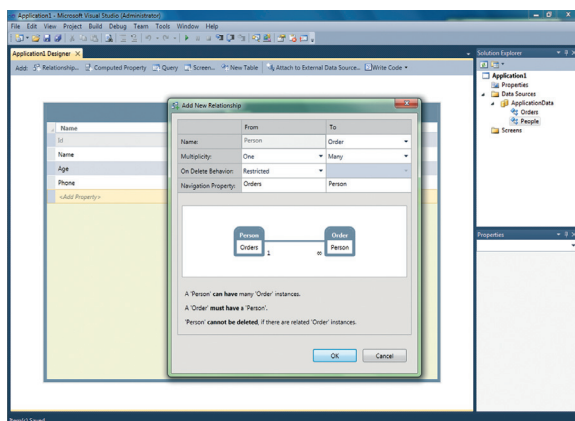 Application1 - Microsoft Visual Studio (Administrator)
File Edit View Project Build Debug Team Tools Window Help
Application1 Designer
Add: Relationship... Computed Property Query Screen... New Table Attach to External Data Source... Write Code
Solution Explorer
Application1
Properties
Data Sources
ApplicationData
Orders
People
Screens
Name
Id
Name
Age
Phone
<Add Property>
Add New Relationship
From To
Name: Person Order
Multiplicity: One Many
On Delete Behavior: Restricted
Navigation Property: Orders Person
Person Order
Orders 1 ∞ Person
A 'Person' can have many 'Order' instances.
A 'Order' must have a 'Person'.
'Person' cannot be deleted, if there are related 'Order' instances.
OK Cancel
Properties
Item(s) Saved